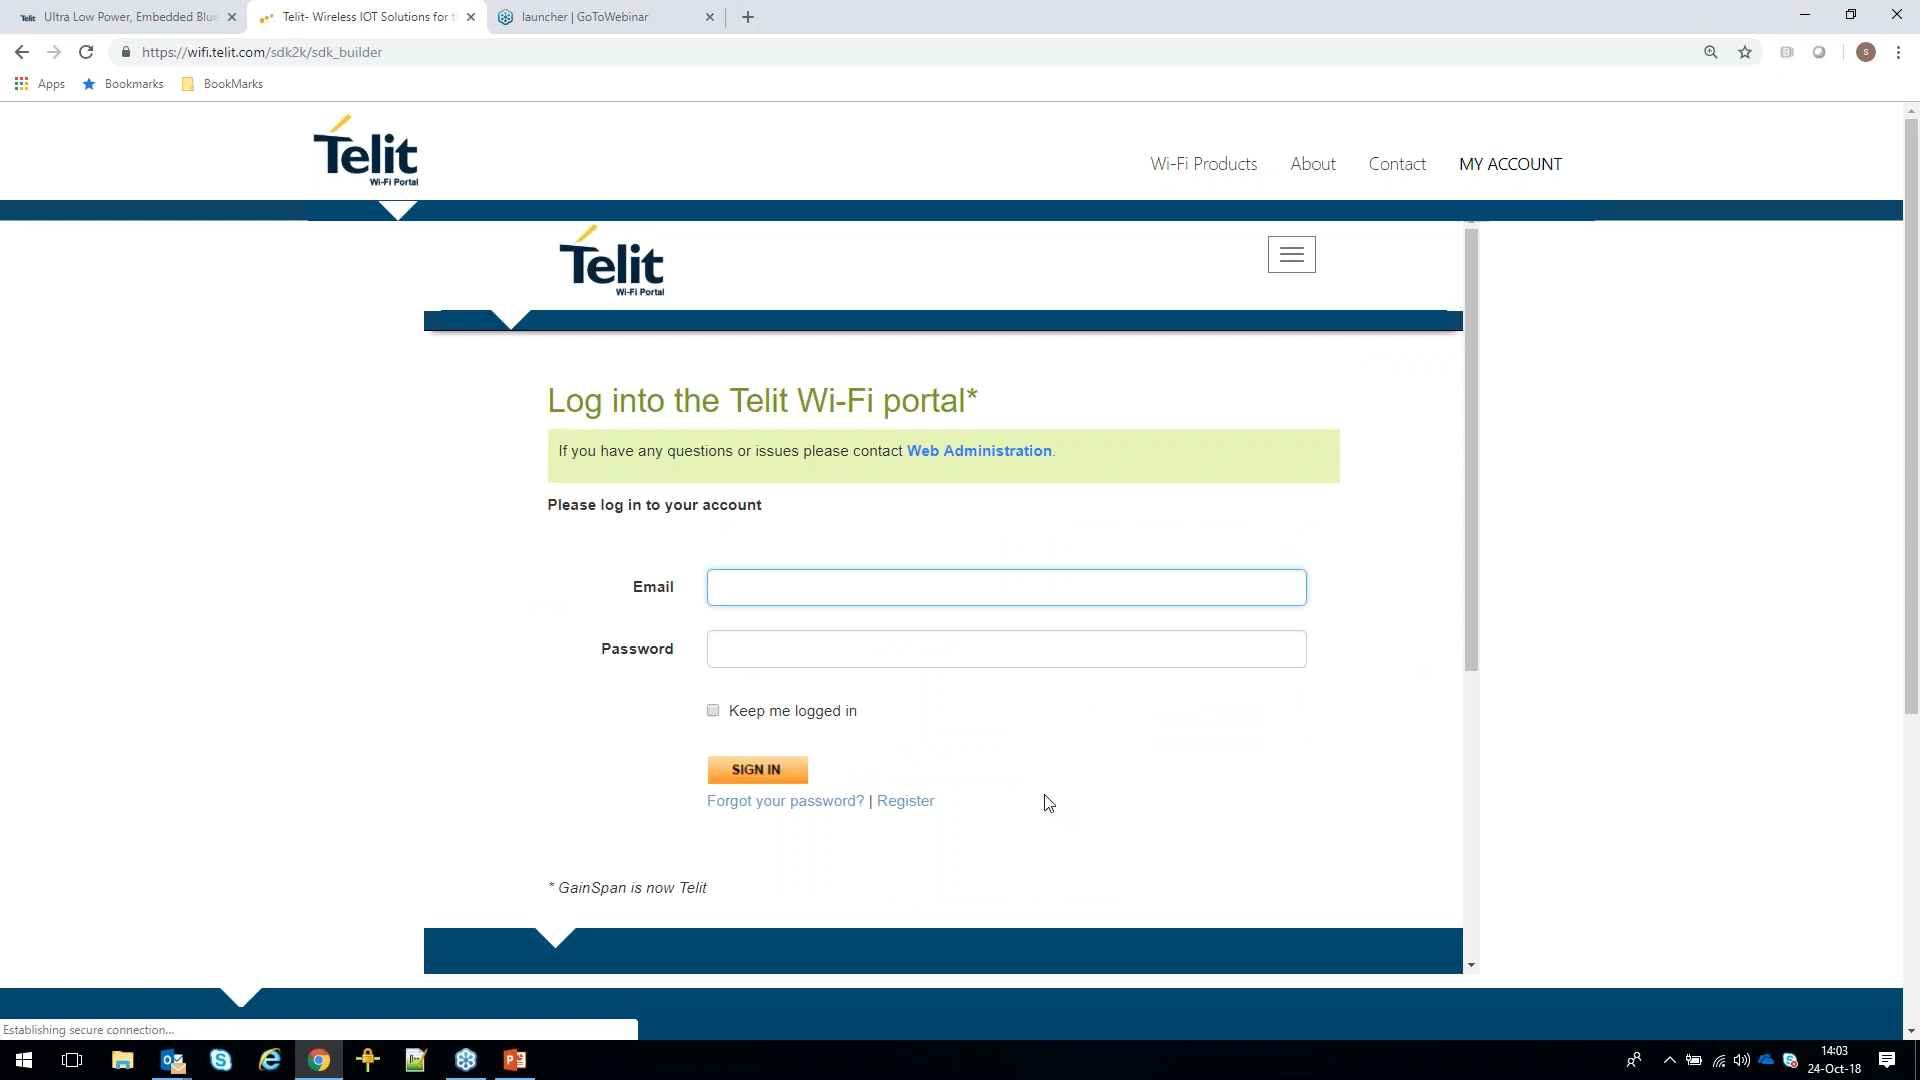 Telit Ultra Low Power, Embedded Blue
Telit- Wireless IOT Solutions for t
launcher | GoToWebinar
https://wifi.telit.com/sdk2k/sdk_builder
S
Apps
Bookmarks
BookMarks
Telit
Wi-Fi Portal
Wi-Fi Products
About
Contact
MY ACCOUNT
Telit
Wi-Fi Portal
Log into the Telit Wi-Fi portal*
If you have any questions or issues please contact Web Administration.
Please log in to your account
Email
Password
Keep me logged in
SIGN IN
Forgot your password? | Register
* GainSpan is now Telit
Establishing secure connection...
14:03
24-Oct-18